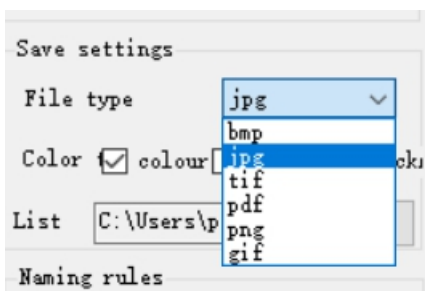 Save settings
File type jpg
bmp
Color colour jpg
tif
pdf
List C:\Users\p
png
gif
Naming rules